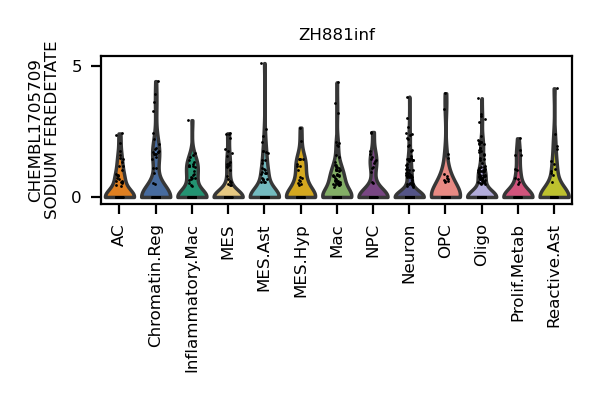 ZH881inf
CHEMBL1705709
SODIUM FEREDETATE
5
0
AC
Chromatin.Reg
Inflammatory.Mac
MES
MES.Ast
MES.Hyp
Mac
NPC
Neuron
OPC
Oligo
Prolif.Metab
Reactive.Ast